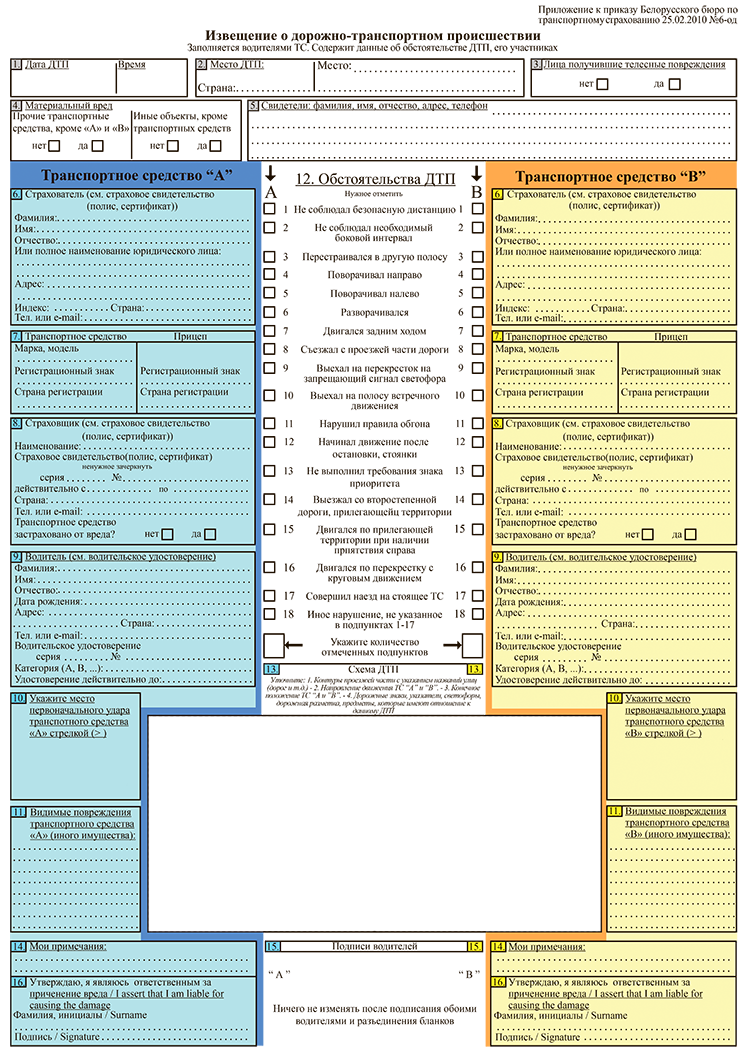 Приложение к приказу Белорусского бюро по
транспортному страхованию 25.02.2010 №6-од
Извещение о дорожно-транспортном происшествии
Заполняется водителями ТС. Содержит данные об обстоятельстве ДТП, его участниках
1. Дата ДТП Время
2. Место ДТП: Место:
Страна:
3. Лица получившие телесные повреждения
нет да
4. Материальный вред
Прочие транспортные средства, кроме «А» и «В»)
нет да
Иные объекты, кроме транспортных средств
нет да
5. Свидетели: фамилия, имя, отчество, адрес, телефон
Транспортное средство “А”
6. Страхователь (см. страховое свидетельство
(полис, сертификат))
Фамилия:
Имя:
Отчество:
Или полное наименование юридического лица:
Адрес:
Индекс: Страна:
Тел. или e-mail:
7. Транспортное средство Прицеп
Марка, модель
Регистрационный знак Регистрационный знак
Страна регистрации Страна регистрации
8. Страховщик (см. страховое свидетельство
(полис, сертификат))
Наименование:
Страховое свидетельство(полис, сертификат)
ненужное зачеркнуть
серия №
действительно с по
Страна:
Тел. или e-mail:
Транспортное средство
застраховано от вреда? нет да
9. Водитель (см. водительское удостоверение)
Фамилия:
Имя:
Отчество:
Дата рождения:
Адрес:
Страна:
Тел. или e-mail:
Водительское удостоверение
серия №
Категория (А, В, ...):
Удостоверение действительно до:
10. Укажите место
первоначального удара
транспотного средства
«А» стрелкой (> )
11. Видимые повреждения
транспортного средства
«А» (иного имущества):
14. Мои примечания:
16. Утверждаю, я являюсь ответственным за
причинение вреда / I assert that I am liable for
causing the damage
Фамилия, инициалы / Surname
Подпись / Signature
12. Обстоятельства ДТП
А Нужное отметить В
1 Не соблюдал безопасную дистанцию 1
2 Не соблюдал необходимый 2
боковой интервал
3 Перестраивался в другую полосу 3
4 Поворачивал направо 4
5 Поворачивал налево 5
6 Разворачивался 6
7 Двигался задним ходом 7
8 Съезжал с проезжей части дороги 8
9 Выехал на перекресток на 9
запрещающий сигнал светофора
10 Выехал на полосу встречного 10
движенния
11 Нарушил правила обгона 11
12 Начинал движение после 12
остановки, стоянки
13 Не выполнил требования знака 13
приоритета
14 Выезжал со второстепенной 14
дороги, прилегающейц территории
15 Двигался по прилегающей 15
территории при наличии
прнятствия справа
16 Двигался по перекрестку с 16
круговым движением
17 Совершил наезд на стоящее ТС 17
18 Иное нарушение, не указанное 18
в подпунктах 1-17
Укажите количество
отмеченных подпунктов
13. Схема ДТП 13.
Уточните: 1. Контуры проезжей части с указанием названий улиц
(дорог и т.д.) - 2. Направление движения ТС “А” и “В”. - 3. Конечное
положение ТС “А и “В”. - 4. Дорожные знаки, указатели, светофоры,
дорожная разметка, предметы, которые имеют отношение к
данному ДТП
15. Подписи водителей 15.
“ А ” “ В ”
Ничего не изменять после подписания обоими
водителями и разъединения бланков
Транспортное средство “В”
6. Страхователь (см. страховое свидетельство
(полис, сертификат))
Фамилия:
Имя:
Отчество:
Или полное наименование юридического лица:
Адрес:
Индекс: Страна:
Тел. или e-mail:
7. Транспортное средство Прицеп
Марка, модель
Регистрационный знак Регистрационный знак
Страна регистрации Страна регистрации
8. Страховщик (см. страховое свидетельство
(полис, сертификат))
Наименование:
Страховое свидетельство(полис, сертификат)
ненужное зачеркнуть
серия №
действительно с по
Страна:
Тел. или e-mail:
Транспортное средство
застраховано от вреда? нет да
9. Водитель (см. водительское удостоверение)
Фамилия:
Имя:
Отчество:
Дата рождения:
Адрес:
Страна:
Тел. или e-mail:
Водительское удостоверение
серия №
Категория (А, В, ...):
Удостоверение действительно до:
10. Укажите место
первоначального удара
транспотного средства
«В» стрелкой (> )
11. Видимые повреждения
транспортного средства
«В» (иного имущества):
14. Мои примечания:
16. Утверждаю, я являюсь ответственным за
причинение вреда / I assert that I am liable for
causing the damage
Фамилия, инициалы / Surname
Подпись / Signature